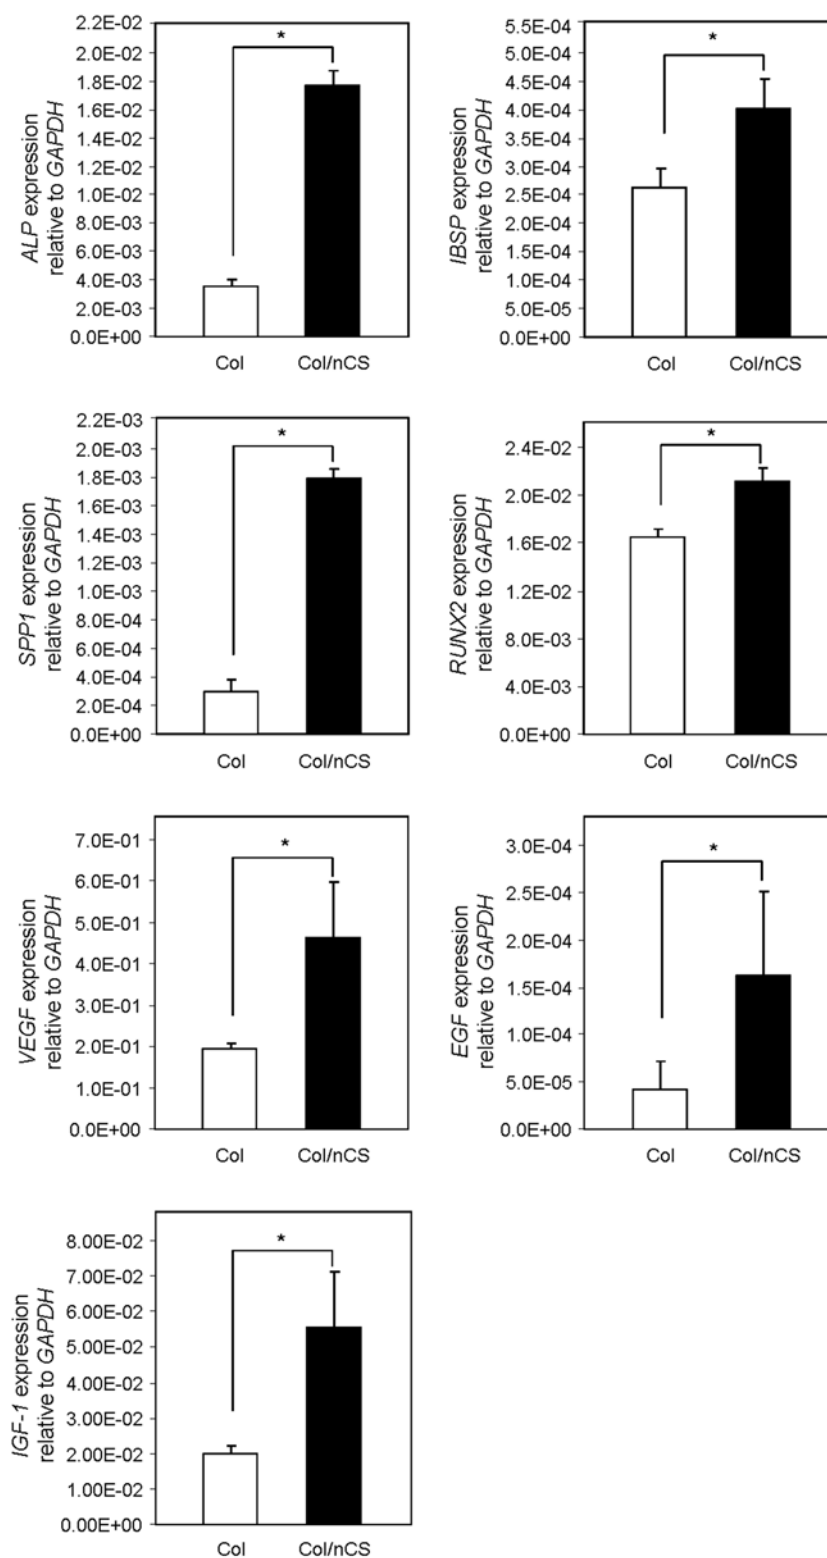 ALP expression
relative to GAPDH
2.2E-02
2.0E-02
1.8E-02
1.6E-02
1.4E-02
1.2E-02
1.0E-02
8.0E-03
6.0E-03
4.0E-03
2.0E-03
0.0E+00
*
Col
Col/nCS
IBSP expression
relative to GAPDH
5.5E-04
5.0E-04
4.5E-04
4.0E-04
3.5E-04
3.0E-04
2.5E-04
2.0E-04
1.5E-04
1.0E-04
5.0E-05
0.0E+00
*
Col
Col/nCS
SPP1 expression
relative to GAPDH
2.2E-03
2.0E-03
1.8E-03
1.6E-03
1.4E-03
1.2E-03
1.0E-03
8.0E-04
6.0E-04
4.0E-04
2.0E-04
0.0E+00
*
Col
Col/nCS
RUNX2 expression
relative to GAPDH
2.4E-02
2.0E-02
1.6E-02
1.2E-02
8.0E-03
4.0E-03
0.0E+00
*
Col
Col/nCS
VEGF expression
relative to GAPDH
7.0E-01
6.0E-01
5.0E-01
4.0E-01
3.0E-01
2.0E-01
1.0E-01
0.0E+00
*
Col
Col/nCS
EGF expression
relative to GAPDH
3.0E-04
2.5E-04
2.0E-04
1.5E-04
1.0E-04
5.0E-05
0.0E+00
*
Col
Col/nCS
IGF-1 expression
relative to GAPDH
8.00E-02
7.00E-02
6.00E-02
5.00E-02
4.00E-02
3.00E-02
2.00E-02
1.00E-02
0.00E+00
*
Col
Col/nCS